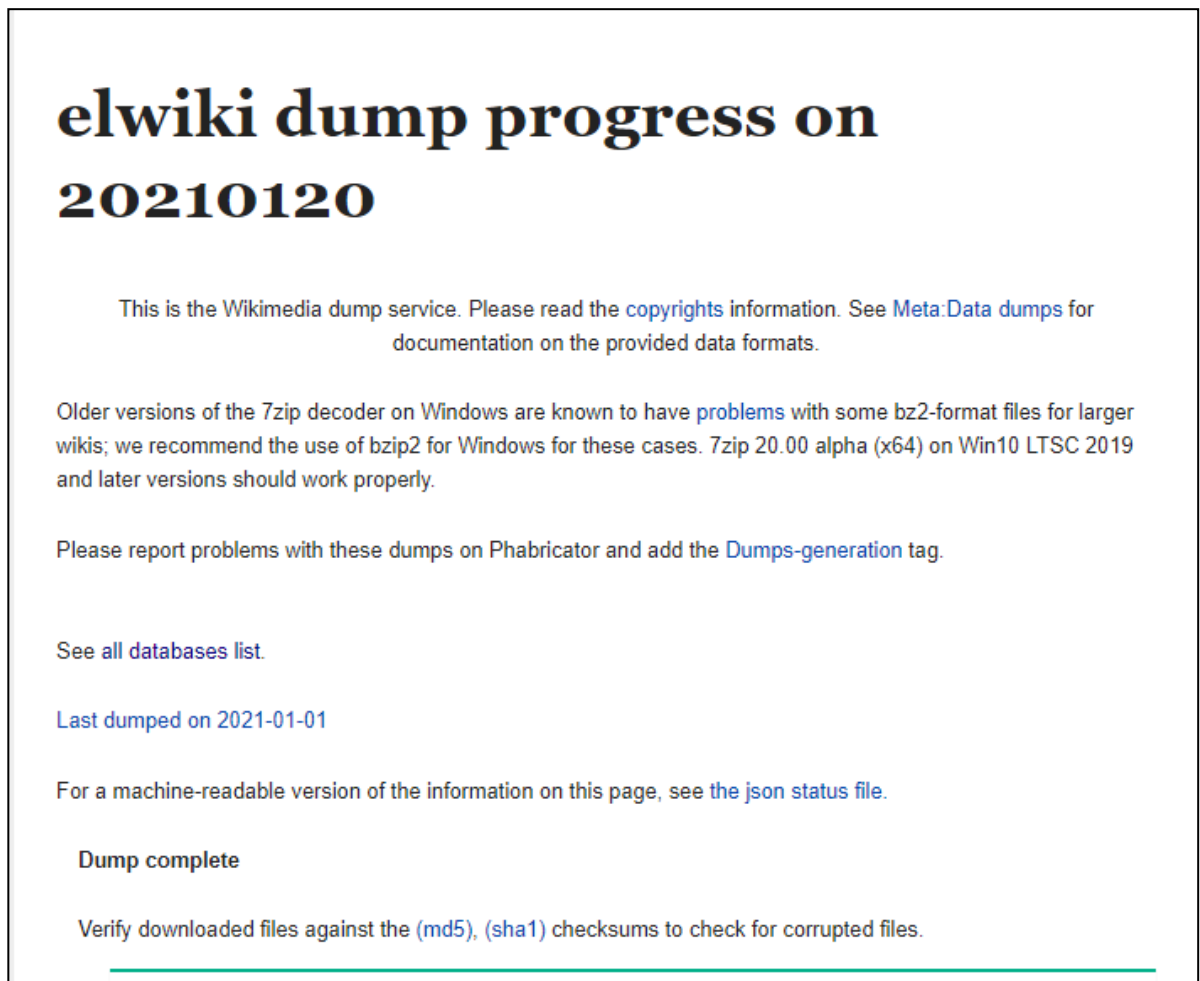 elwiki dump progress on
20210120
This is the Wikimedia dump service. Please read the copyrights information. See Meta:Data dumps for
documentation on the provided data formats.
Older versions of the 7zip decoder on Windows are known to have problems with some bz2-format files for larger
wikis; we recommend the use of bzip2 for Windows for these cases. 7zip 20.00 alpha (x64) on Win10 LTSC 2019
and later versions should work properly.
Please report problems with these dumps on Phabricator and add the Dumps-generation tag.
See all databases list.
Last dumped on 2021-01-01
For a machine-readable version of the information on this page, see the json status file.
Dump complete
Verify downloaded files against the (md5), (sha1) checksums to check for corrupted files.